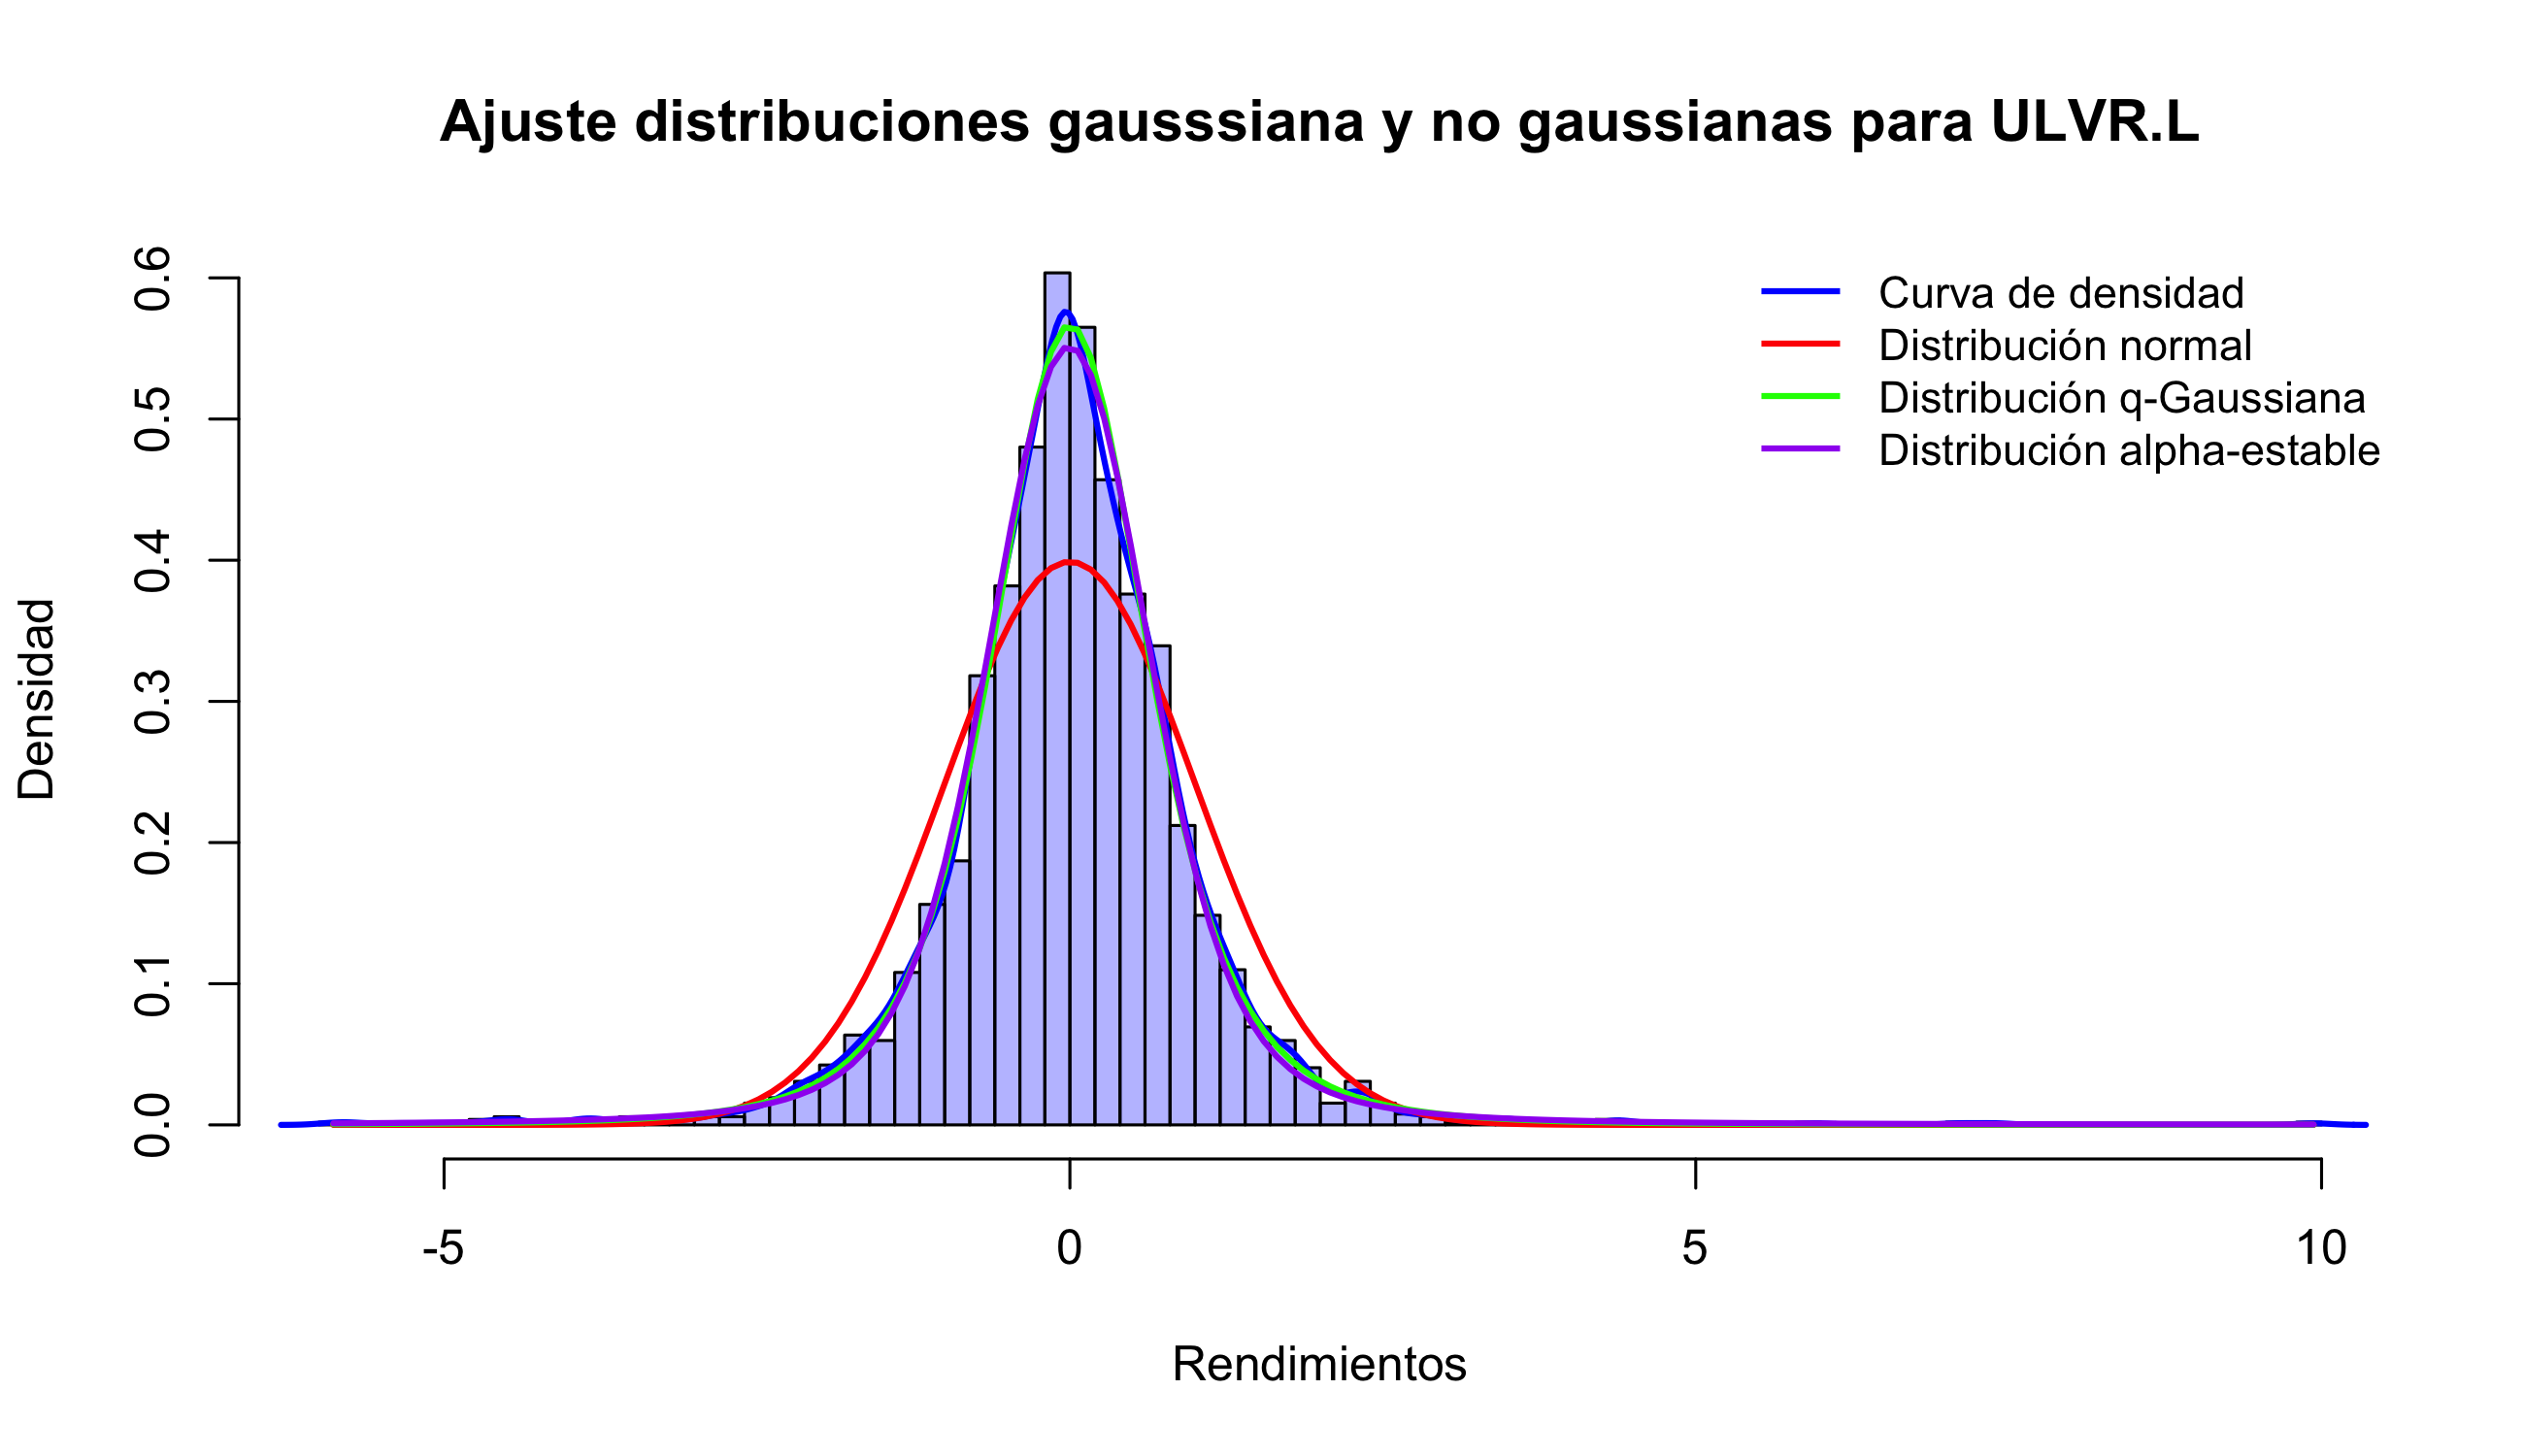 Ajuste distribuciones gausssiana y no gaussianas para ULVR.L
Curva de densidad
Distribución normal
Distribución q-Gaussiana
Distribución alpha-estable
Densidad
0.6
0.5
0.4
0.3
0.2
0.1
0.0
-5 0 5 10
Rendimientos